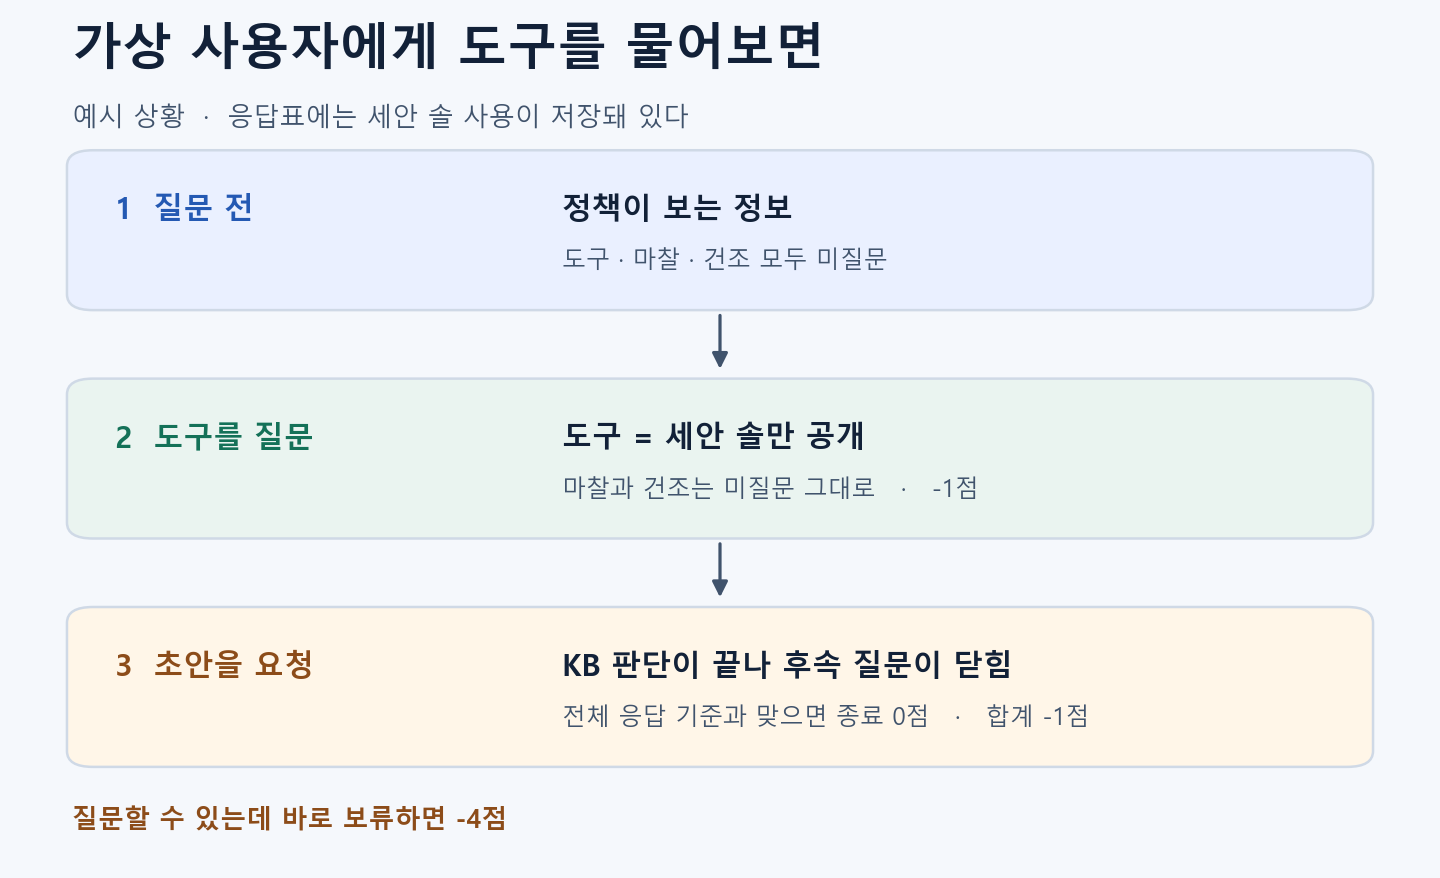 가상 사용자에게 도구를 물어보면
예시 상황 · 응답표에는 세안 솔 사용이 저장돼 있다
1 질문 전
정책이 보는 정보
도구 · 마찰 · 건조 모두 미질문
2 도구를 질문
도구 = 세안 솔만 공개
마찰과 건조는 미질문 그대로 · -1점
3 초안을 요청
KB 판단이 끝나 후속 질문이 닫힘
전체 응답 기준과 맞으면 종료 0점 · 합계 -1점
질문할 수 있는데 바로 보류하면 -4점